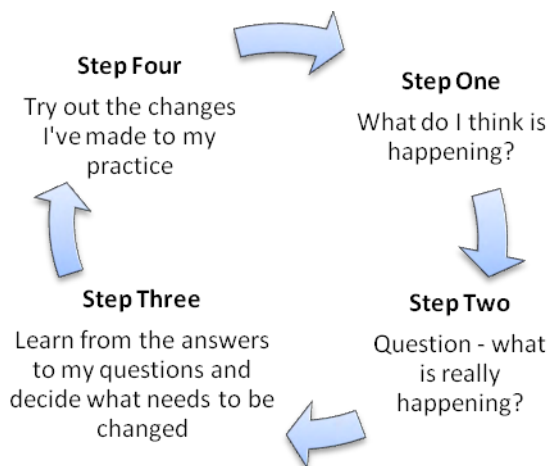 Step One
What do I think is
happening?
Step Two
Question - what
is really
happening?
Step Three
Learn from the answers
to my questions and
decide what needs to be
changed
Step Four
Try out the changes
I've made to my
practice